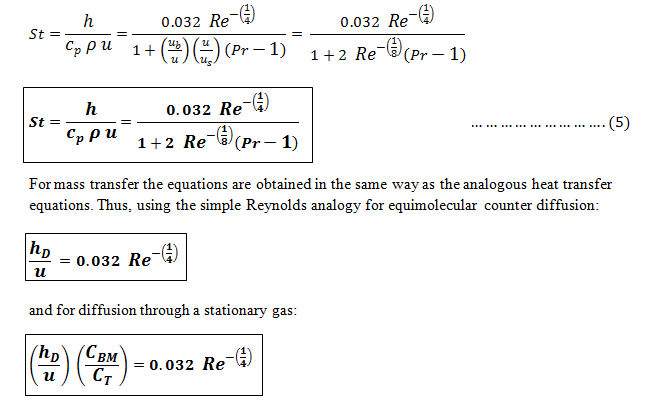 St = h / (c_p ρ u) = 0.032 Re^−(1/4) / (1 + (u_b/u)(u/u_s)(Pr − 1)) = 0.032 Re^−(1/4) / (1 + 2 Re^−(1/8) (Pr − 1))
St = h / (c_p ρ u) = 0.032 Re^−(1/4) / (1 + 2 Re^−(1/8) (Pr − 1)) … … … … … … … … …. (5)
For mass transfer the equations are obtained in the same way as the analogous heat transfer
equations. Thus, using the simple Reynolds analogy for equimolecular counter diffusion:
h_D / u = 0.032 Re^−(1/4)
and for diffusion through a stationary gas:
(h_D / u) (C_BM / C_T) = 0.032 Re^−(1/4)